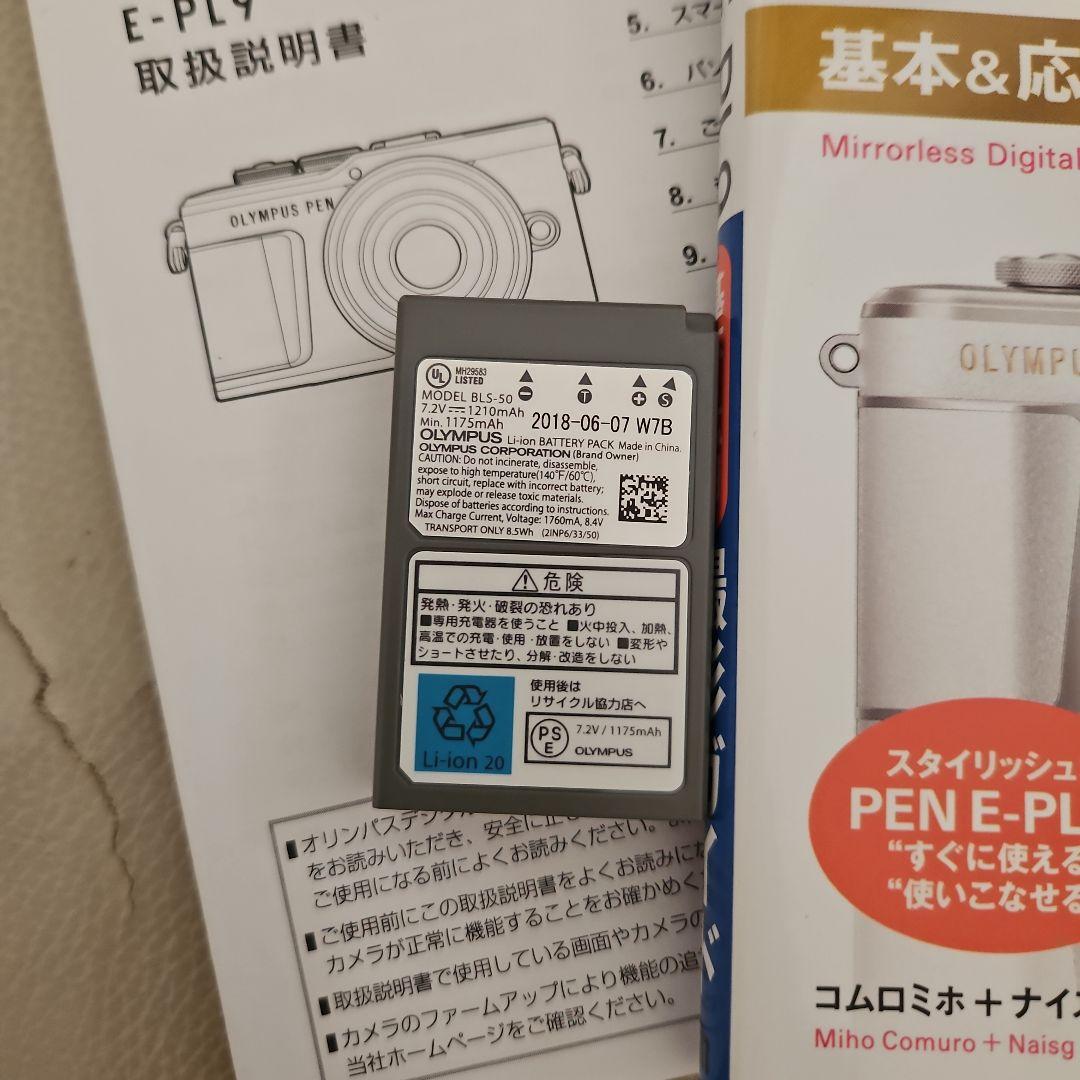 E-PL9
取扱説明書
OLYMPUS PEN
5. スマー
6. パソ
7.
8.
9.
基本&応
Mirrorless Digital
OLYMPU
UL
MH29583
LISTED
MODEL BLS-50
7.2V 1210mAh
Min. 1175mAh
T
S
2018-06-07 W7B
OLYMPUS Li-ion BATTERY PACK Made in China.
OLYMPUS CORPORATION (Brand Owner)
CAUTION: Do not incinerate, disassemble,
expose to high temperature(140°F/60℃),
short circuit, replace with incorrect battery;
may explode or release toxic materials.
Dispose of batteries according to instructions.
Max Charge Current, Voltage: 1760mA, 8.4V
TRANSPORT ONLY 8.5Wh (2INP6/33/50)
危険
発熱・発火・破裂の恐れあり
■専用充電器を使うこと ■火中投入、加熱、
高温での充電・使用・放置をしない ■変形や
ショートさせたり、分解・改造をしない
Li-ion 20
使用後は
リサイクル協力店へ
PS
E
7.2V / 1175mAh
OLYMPUS
■オリンパスデジタル
をお読みいただき、安全に正し
ご使用になる前によくお読みください。
■ご使用前にこの取扱説明書をよくお読みにな
カメラが正常に機能することをお確かめく
■取扱説明書で使用している画面やカメラの
■カメラのファームアップにより機能の追
当社ホームページをご確認ください。
スタイリッシュ
PEN E-PL
“すぐに使える
“使いこなせる
コムロミホ+ナイス
Miho Comuro + Naisg